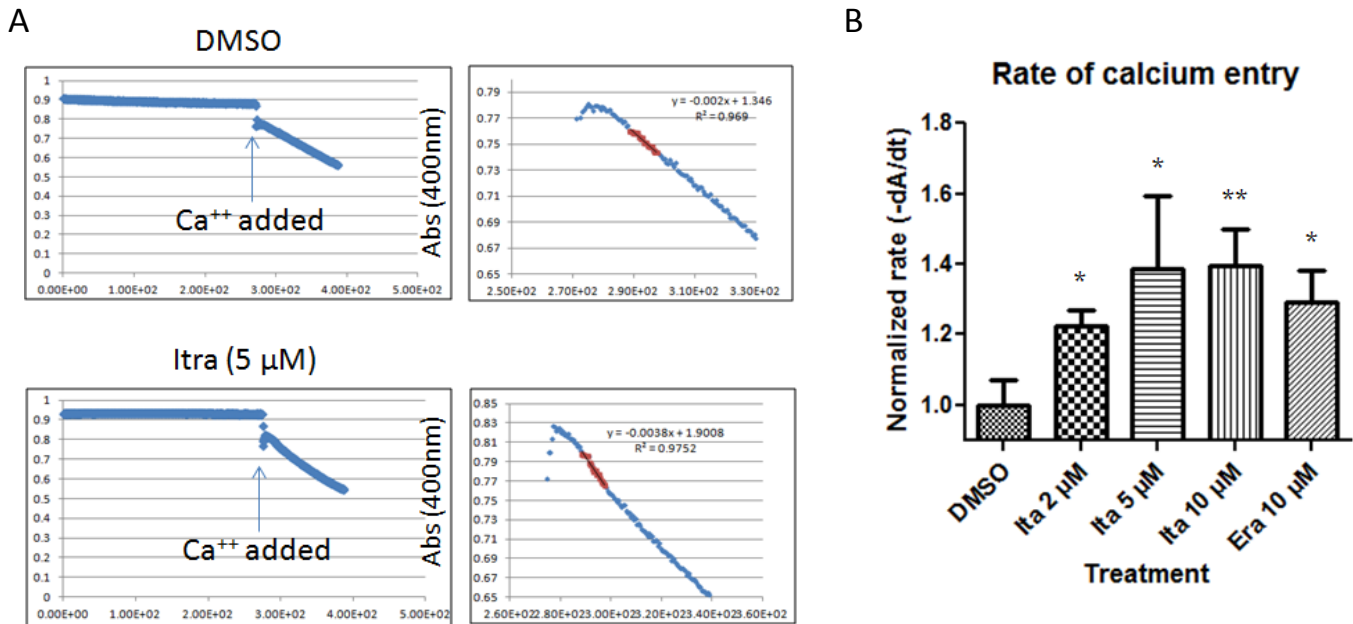 A
DMSO
1
0.9
0.8
0.7
0.6
0.5
0.4
0.3
0.2
0.1
0
Ca++ added
0.00E+00 1.00E+02 2.00E+02 3.00E+02 4.00E+02 5.00E+02
Abs (400nm)
0.79
0.77
0.75
0.73
0.71
0.69
0.67
0.65
y = -0.002x + 1.346
R² = 0.969
2.50E+02 2.70E+02 2.90E+02 3.10E+02 3.30E+02
Itra (5 µM)
1
0.9
0.8
0.7
0.6
0.5
0.4
0.3
0.2
0.1
0
Ca++ added
0.00E+00 1.00E+02 2.00E+02 3.00E+02 4.00E+02 5.00E+02
Abs (400nm)
0.85
0.83
0.81
0.79
0.77
0.75
0.73
0.71
0.69
0.67
0.65
y = -0.0038x + 1.9008
R² = 0.9752
2.60E+02 2.80E+02 3.00E+02 3.20E+02 3.40E+02 3.60E+02
B
Rate of calcium entry
Normalized rate (-dA/dt)
1.8
1.6
1.4
1.2
1.0
*
*
**
*
DMSO
Ita 2 µM
Ita 5 µM
Ita 10 µM
Era 10 µM
Treatment